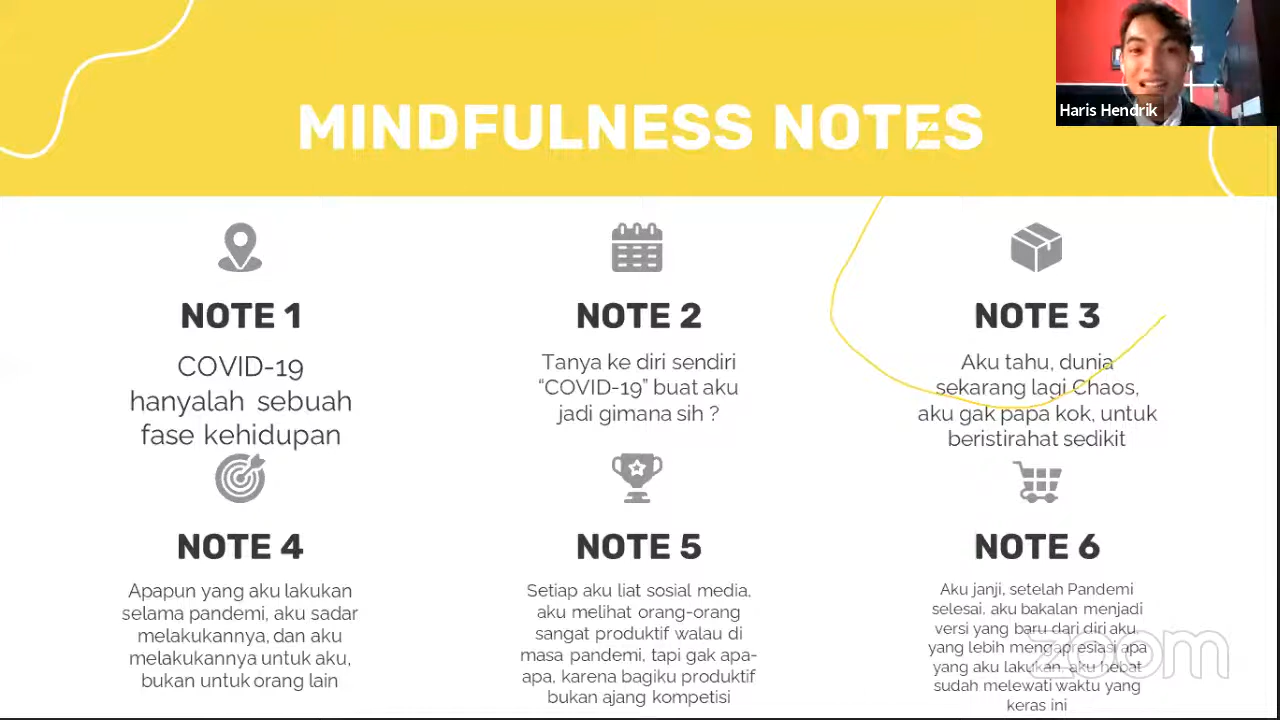 Haris Hendrik
MINDFULNESS NOTES
NOTE 1
COVID-19
hanyalah sebuah
fase kehidupan
NOTE 2
Tanya ke diri sendiri
“COVID-19” buat aku
jadi gimana sih ?
NOTE 3
Aku tahu, dunia
sekarang lagi Chaos,
aku gak papa kok, untuk
beristirahat sedikit
NOTE 4
Apapun yang aku lakukan
selama pandemi, aku sadar
melakukannya, dan aku
melakukannya untuk aku,
bukan untuk orang lain
NOTE 5
Setiap aku liat sosial media,
aku melihat orang-orang
sangat produktif walau di
masa pandemi, tapi gak apa-
apa, karena bagiku produktif
bukan ajang kompetisi
NOTE 6
Aku janji, setelah Pandemi
selesai, aku bakalan menjadi
versi yang baru dari diri aku,
yang lebih mengapresiasi apa
yang aku lakukan, aku hebat
sudah melewati waktu yang
keras ini
zoom